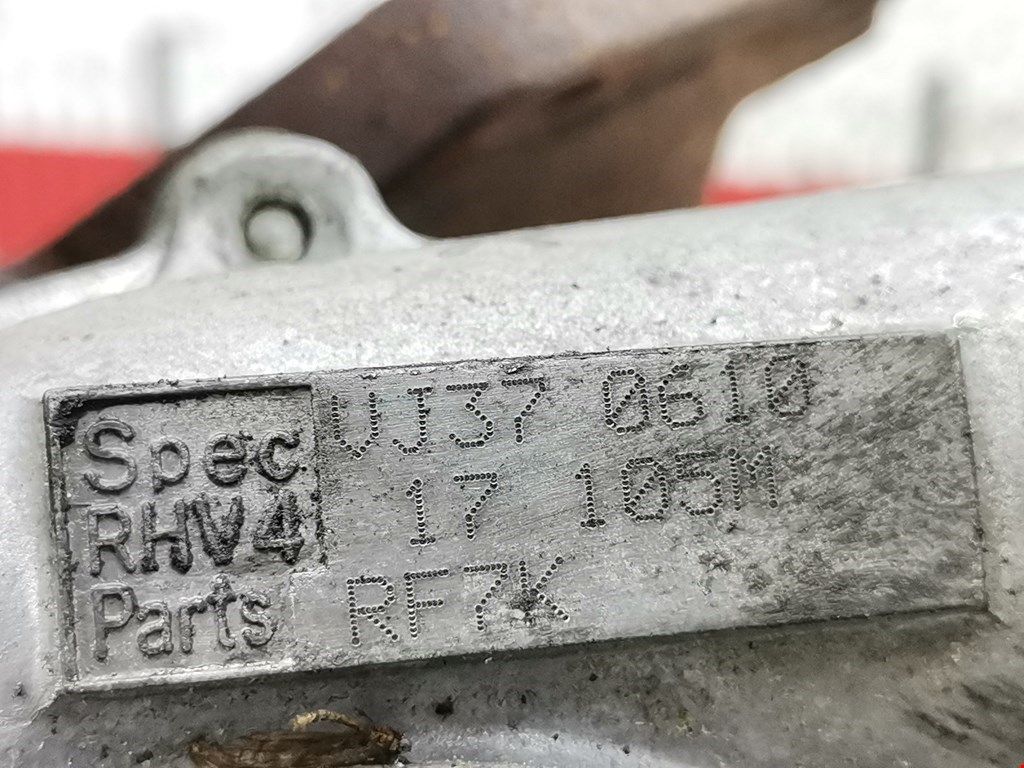 Spec VJ37 0610
RHV4 17 105M
Parts RF7K